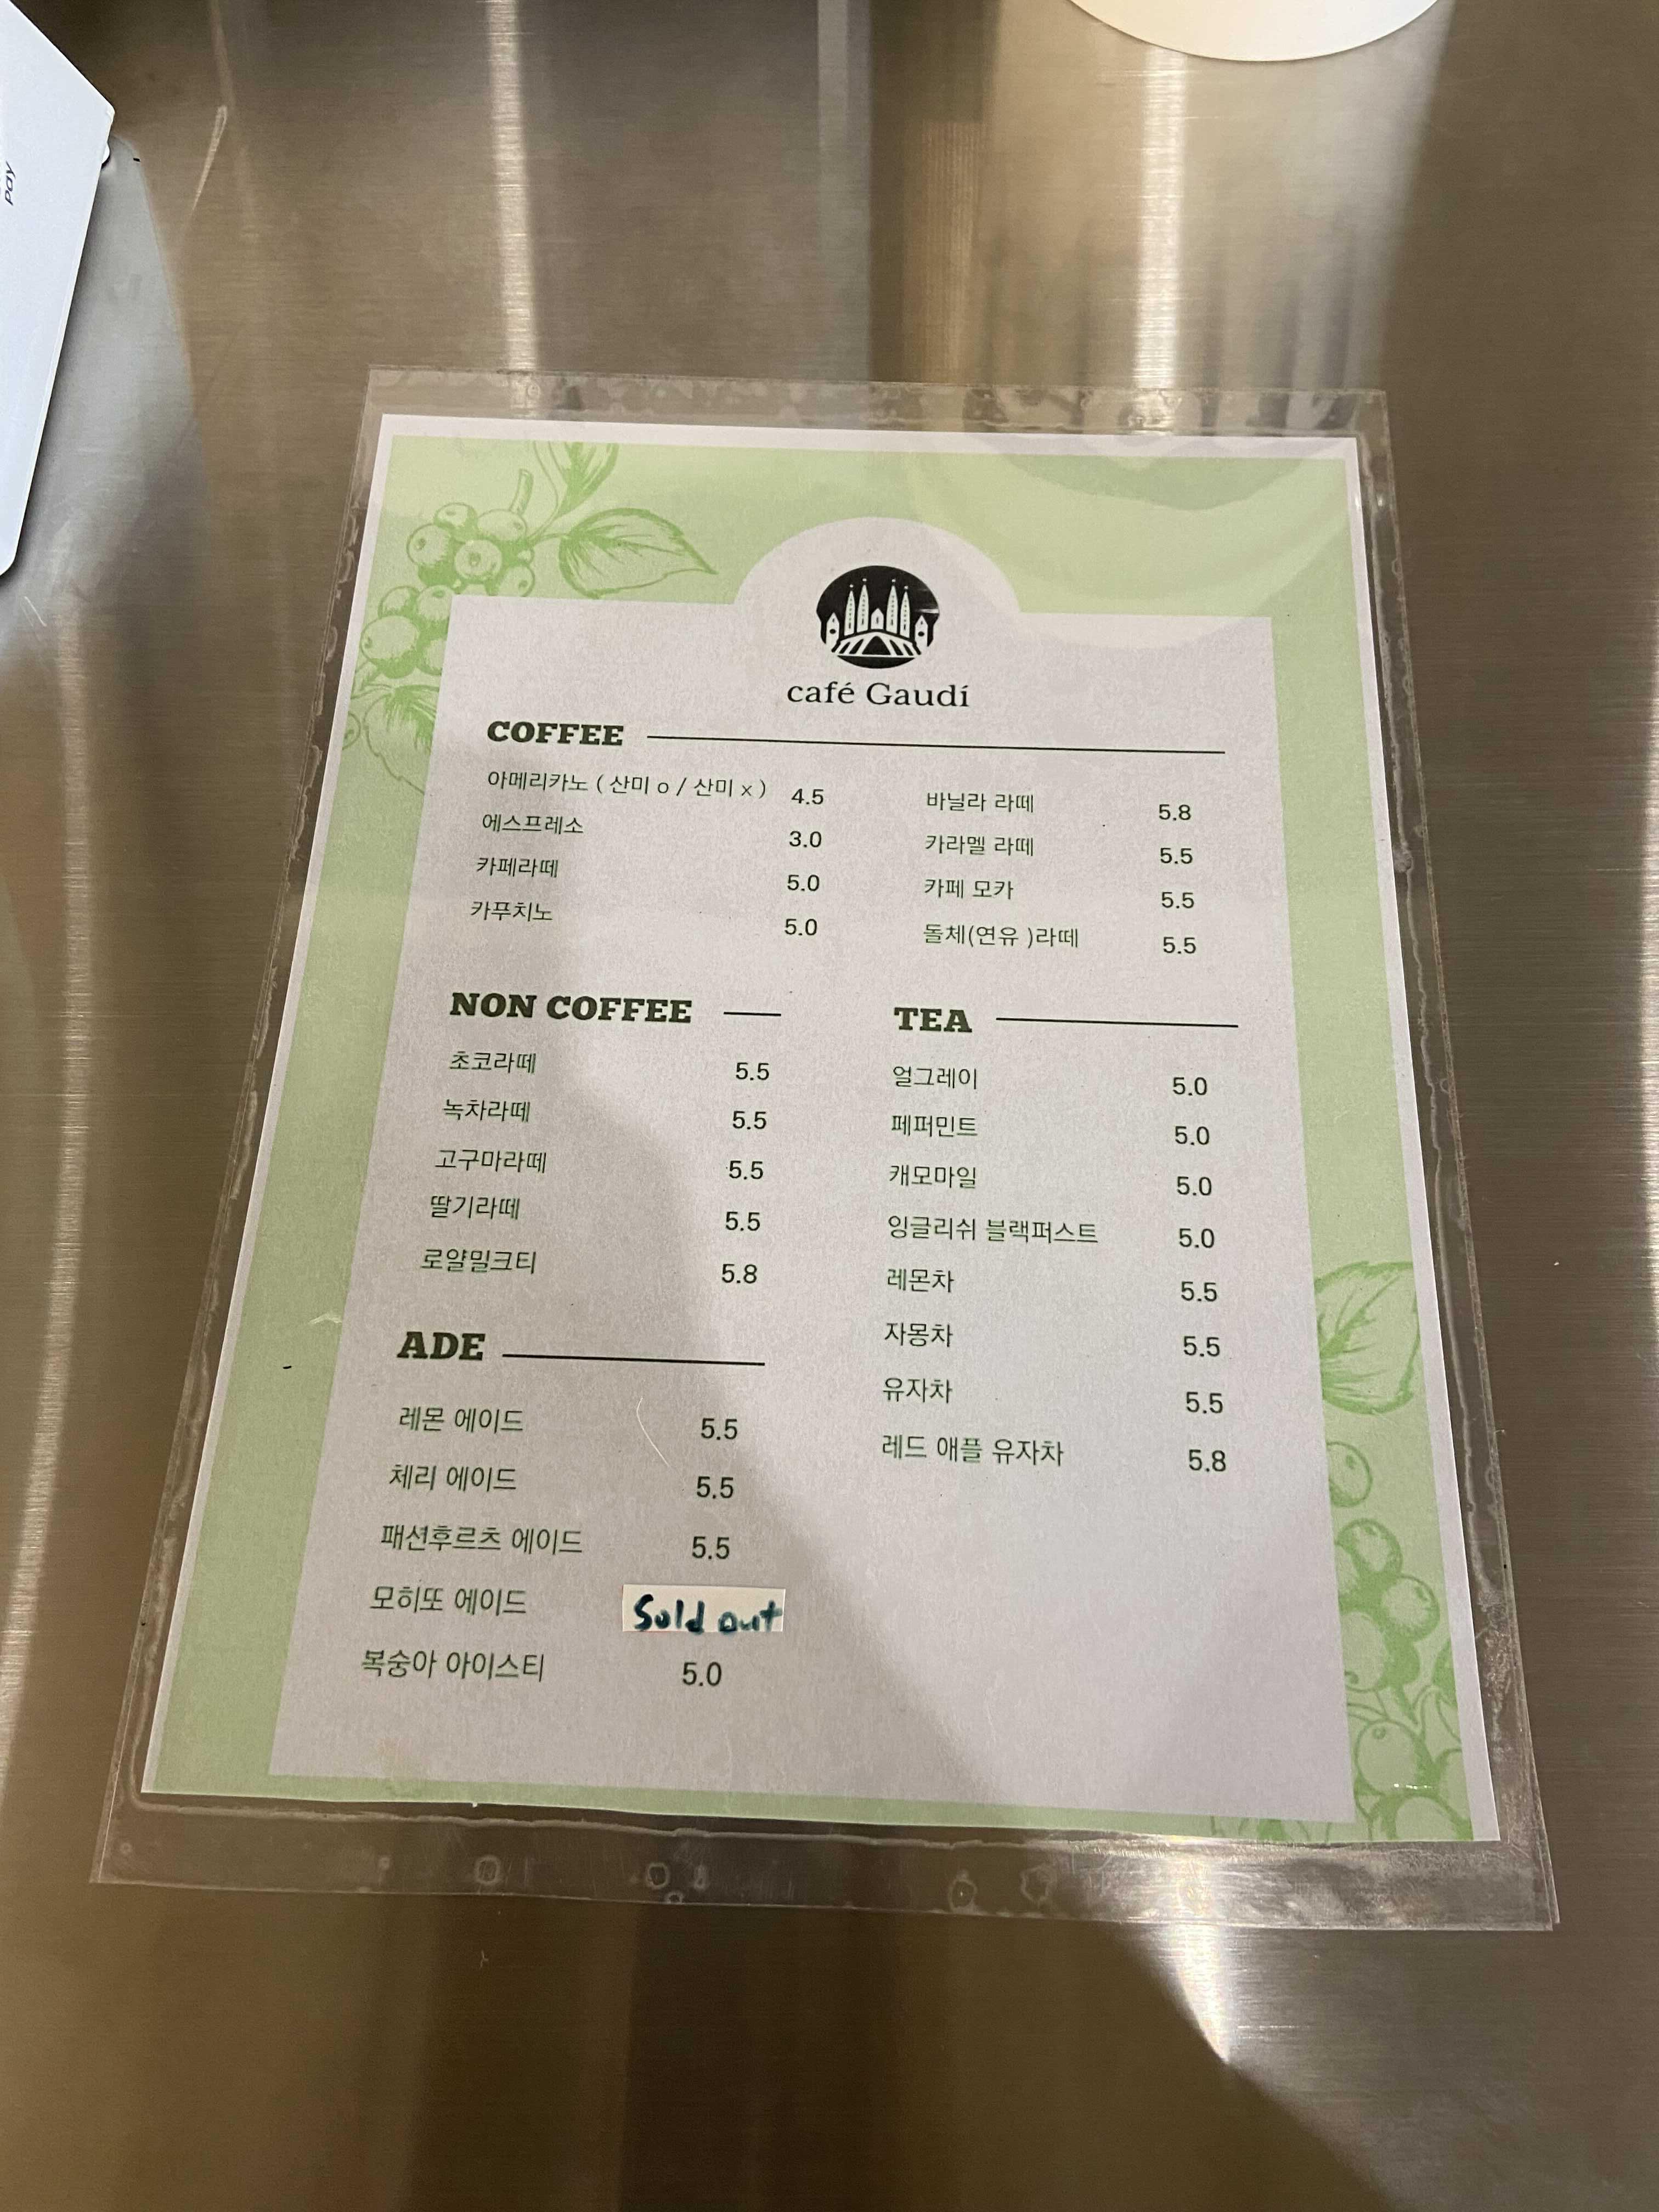 pay
café Gaudí
COFFEE
아메리카노 ( 산미 o / 산미 x ) 4.5
에스프레소 3.0
카페라떼 5.0
카푸치노 5.0
바닐라 라떼 5.8
카라멜 라떼 5.5
카페 모카 5.5
돌체(연유 )라떼 5.5
NON COFFEE
초코라떼 5.5
녹차라떼 5.5
고구마라떼 5.5
딸기라떼 5.5
로얄밀크티 5.8
ADE
레몬 에이드 5.5
체리 에이드 5.5
패션후르츠 에이드 5.5
모히또 에이드 Sold out
복숭아 아이스티 5.0
TEA
얼그레이 5.0
페퍼민트 5.0
캐모마일 5.0
잉글리쉬 블랙퍼스트 5.0
레몬차 5.5
자몽차 5.5
유자차 5.5
레드 애플 유자차 5.8